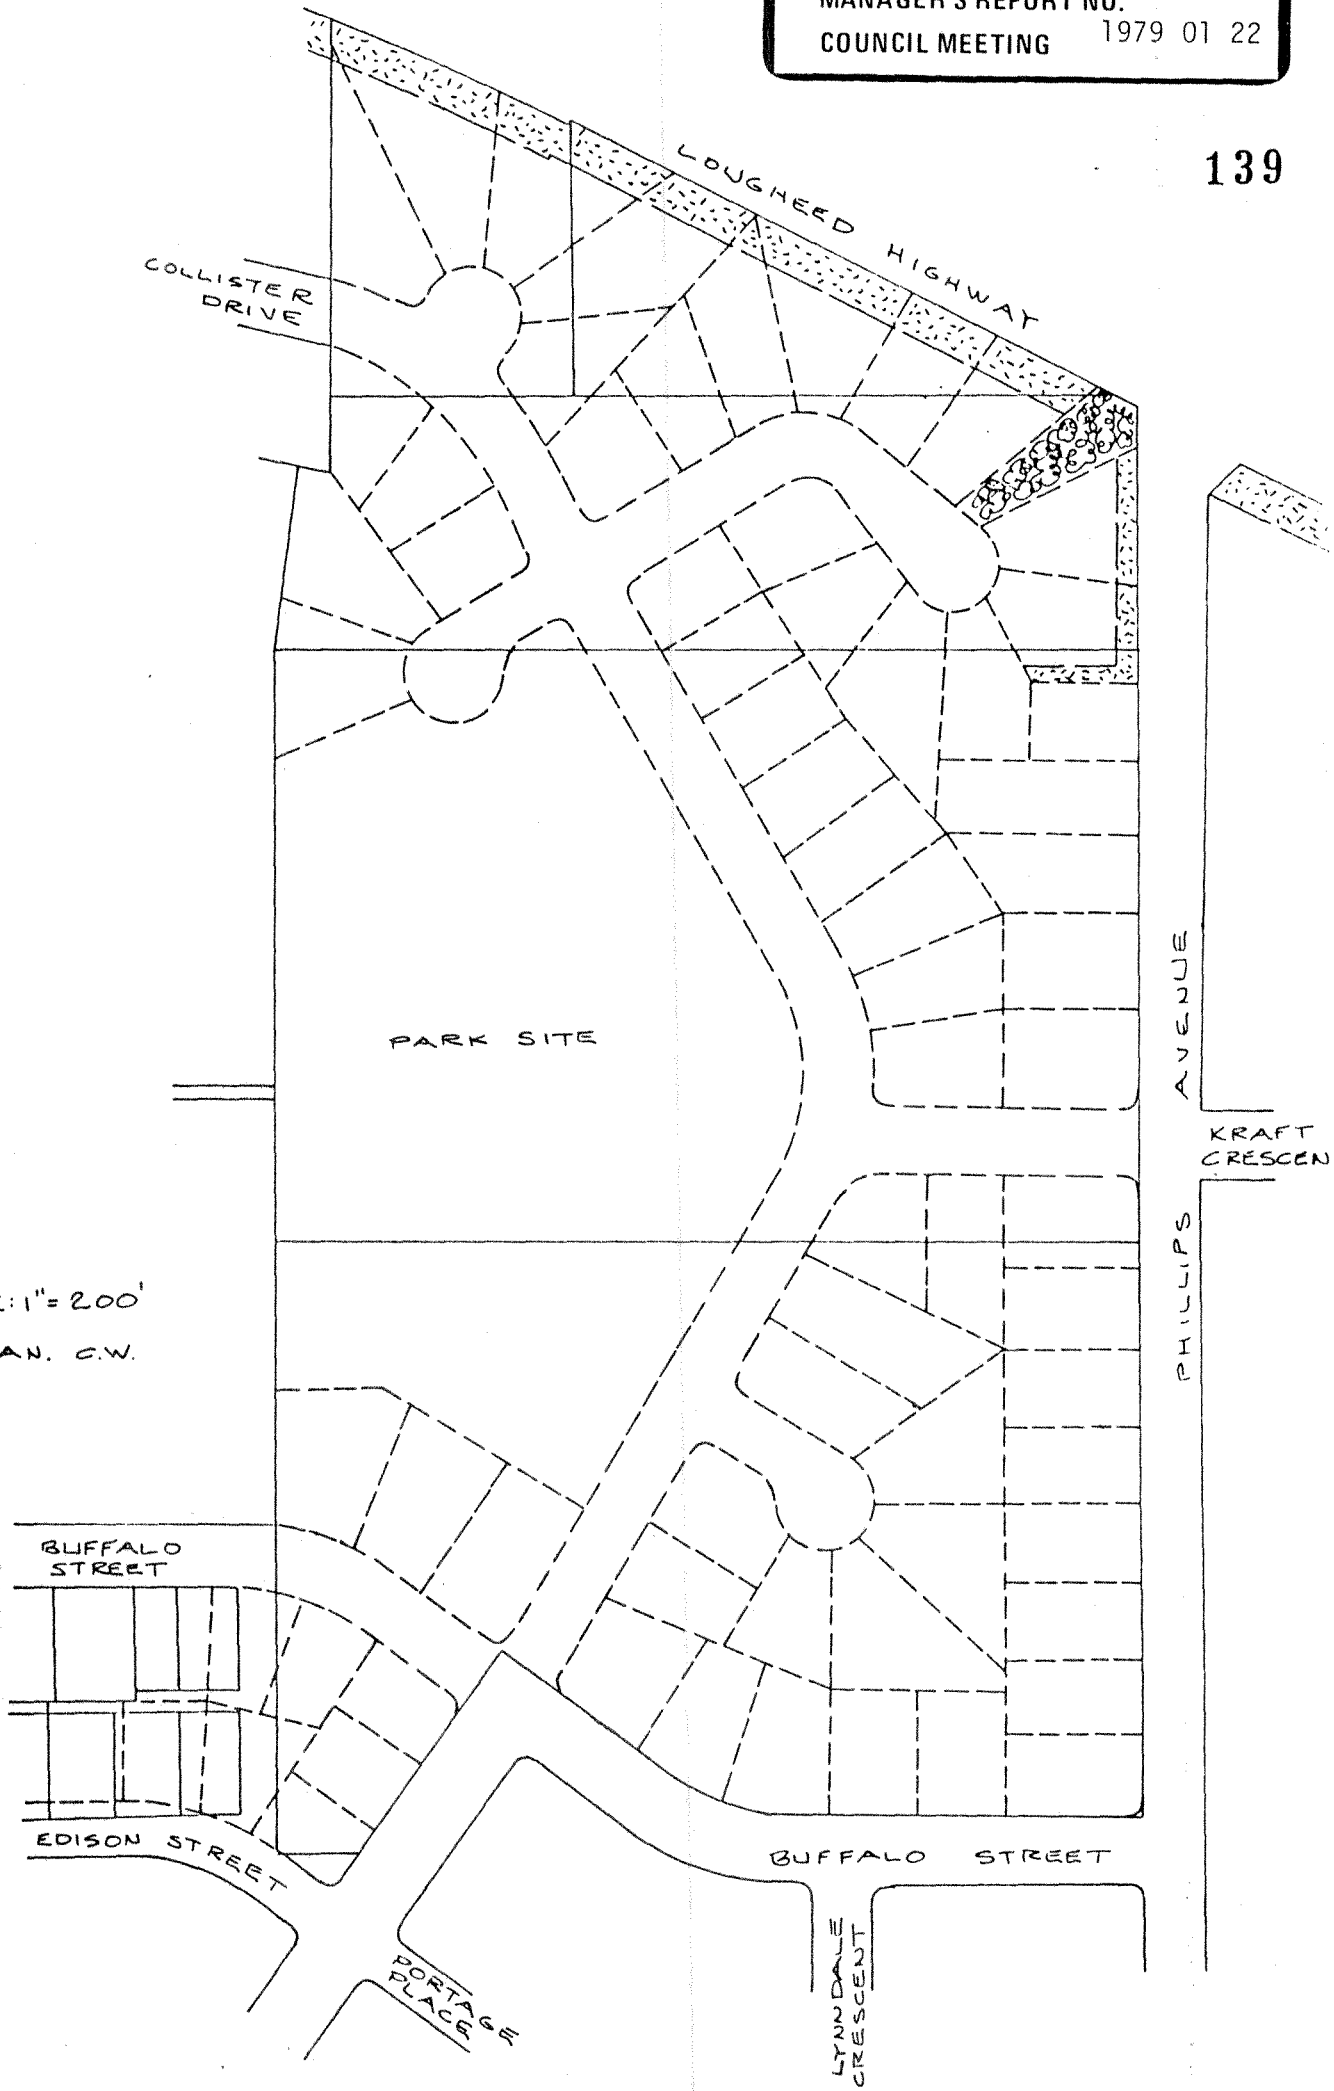 MANAGER'S REPORT NO.
COUNCIL MEETING 1979 01 22
139
LOUGHEED HIGHWAY
COLLISTER
DRIVE
PARK SITE
AVENUE
PHILLIPS
KRAFT
CRESCEN
: 1" = 200'
AN. C.W.
BUFFALO
STREET
EDISON STREET
BUFFALO STREET
PORTAGE
PLACE
LYNNDALE
CRESCENT